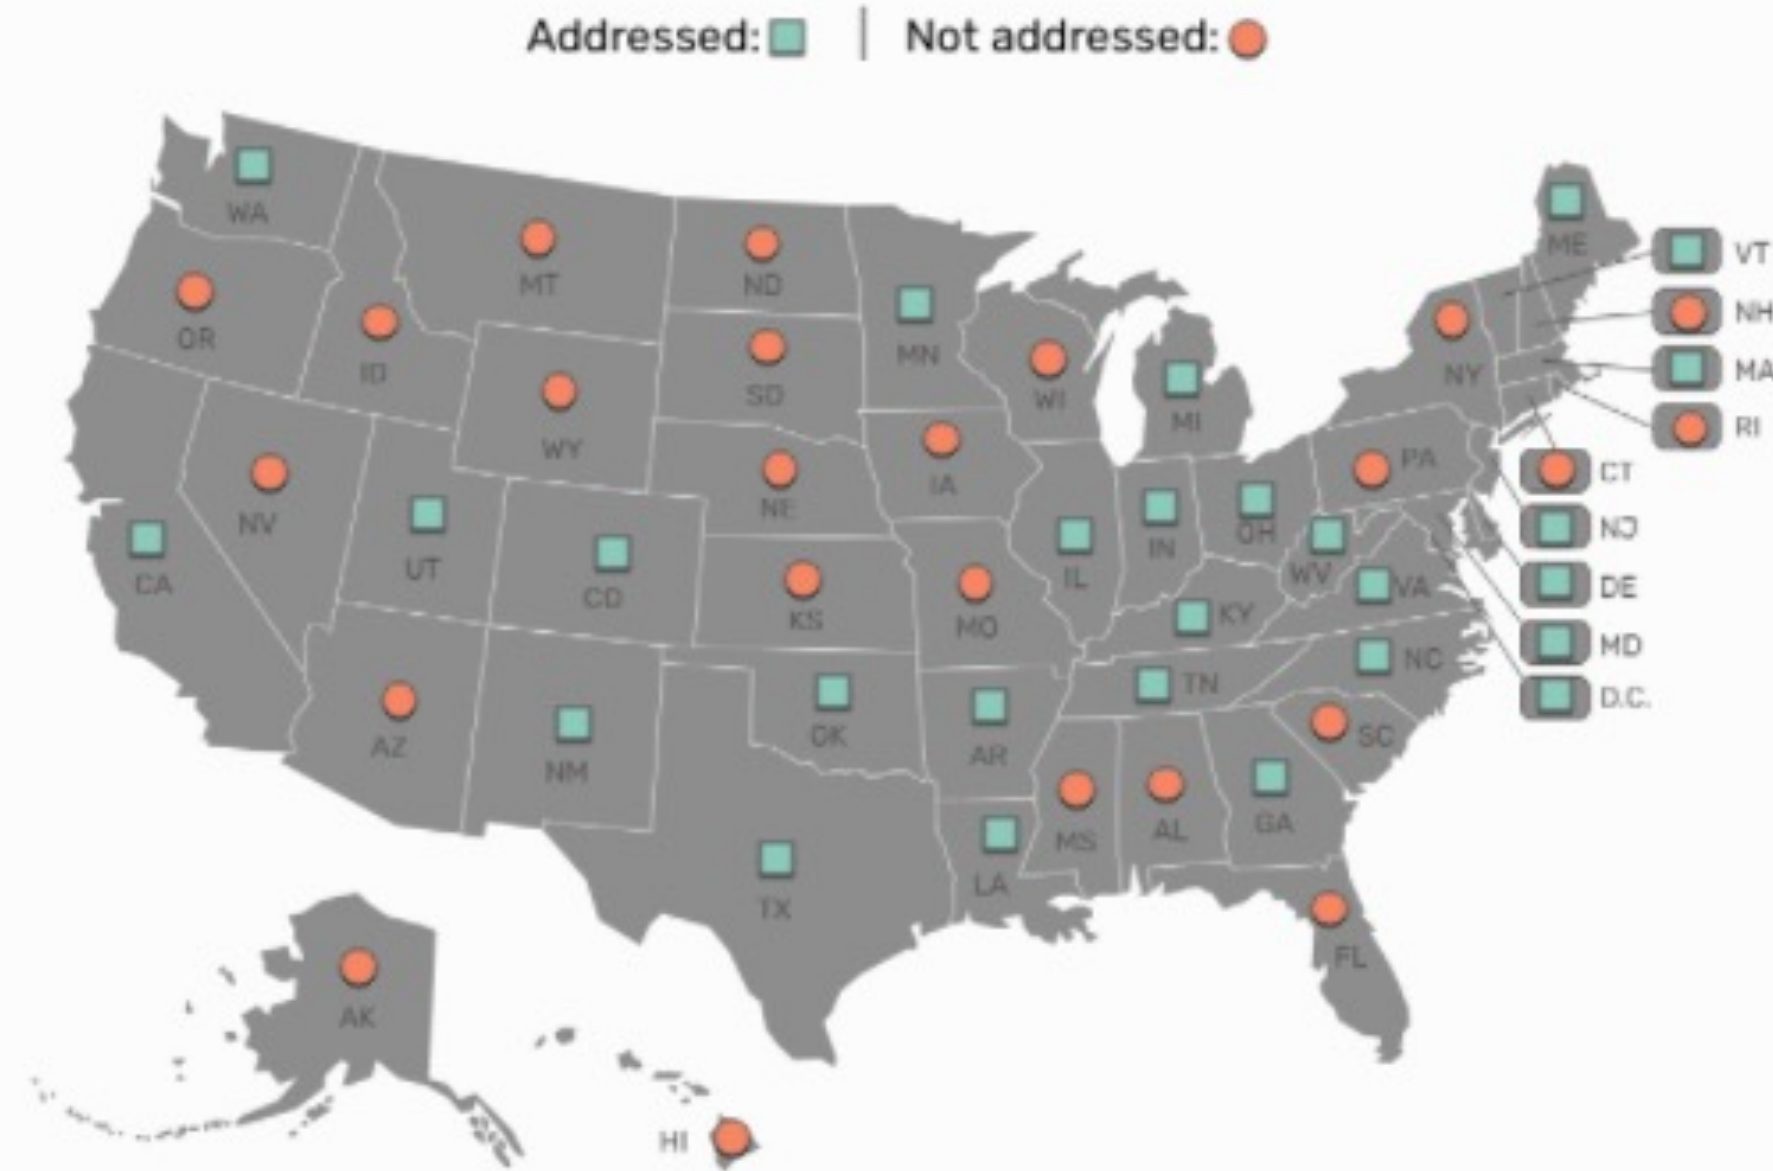 Addressed: | Not addressed:
WA
ME
VT
MT
ND
NH
OR
MN
ID
SD
NY
MA
WI
MI
RI
WY
PA
IA
CT
NE
NV
OH
NJ
UT
IN
CA
CD
IL
WV
VA
DE
KS
MO
KY
MD
TN
NC
D.C.
AZ
NM
OK
AR
SC
TX
LA
MS
AL
GA
FL
AK
HI